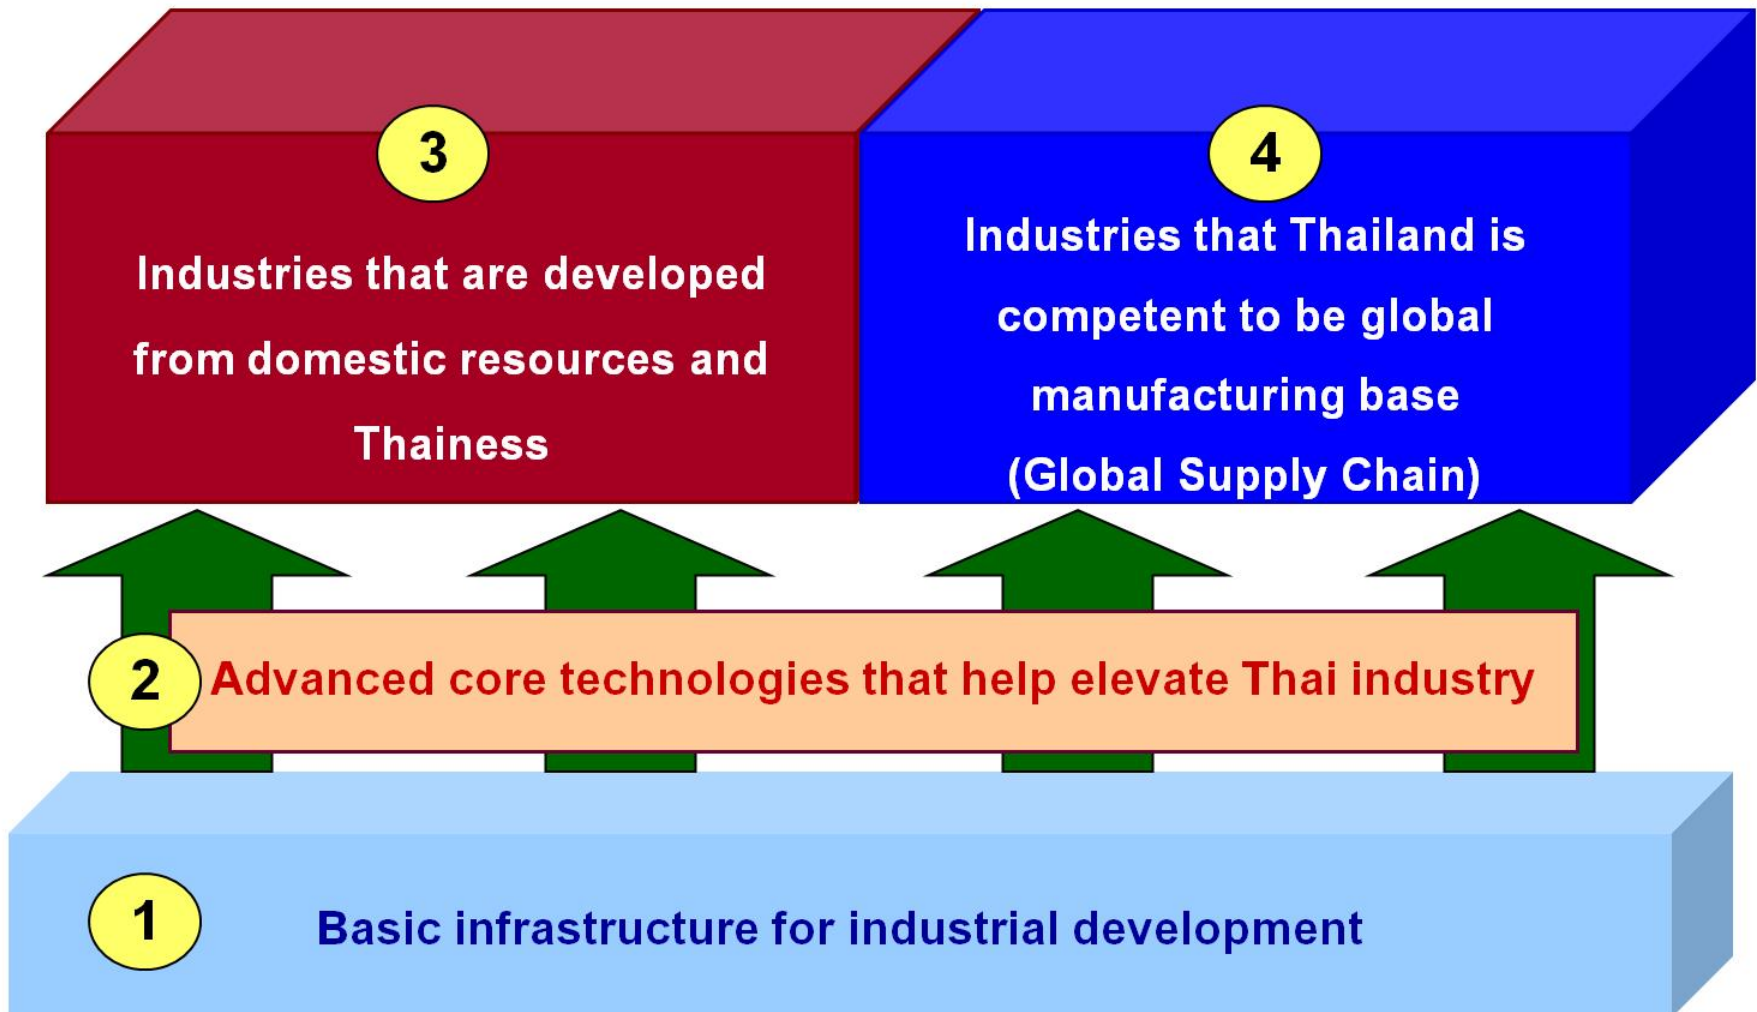 3
Industries that are developed
from domestic resources and
Thainess
4
Industries that Thailand is
competent to be global
manufacturing base
(Global Supply Chain)
2
Advanced core technologies that help elevate Thai industry
1
Basic infrastructure for industrial development